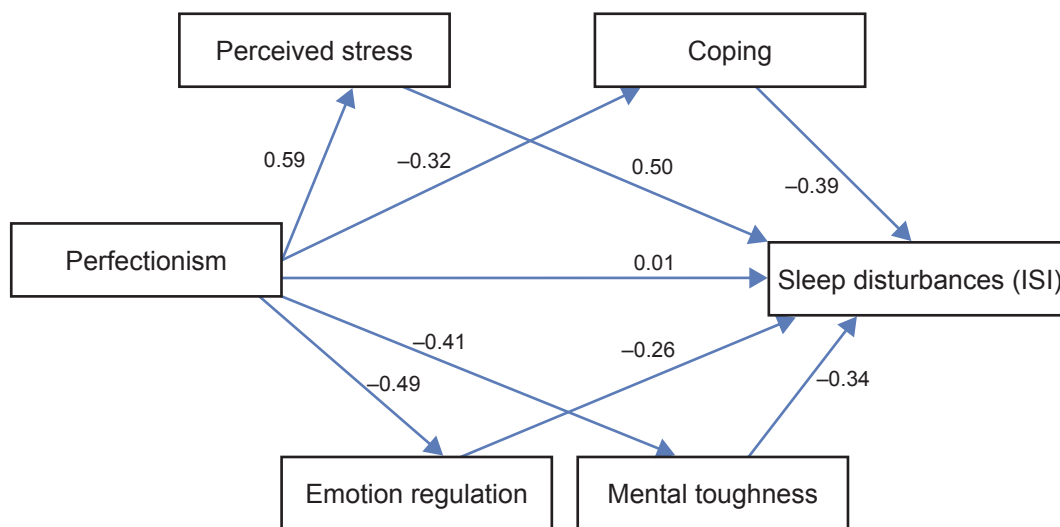 Perceived stress
Coping
0.59
–0.32
0.50
–0.39
Perfectionism
0.01
Sleep disturbances (ISI)
–0.41
–0.26
–0.49
–0.34
Emotion regulation
Mental toughness